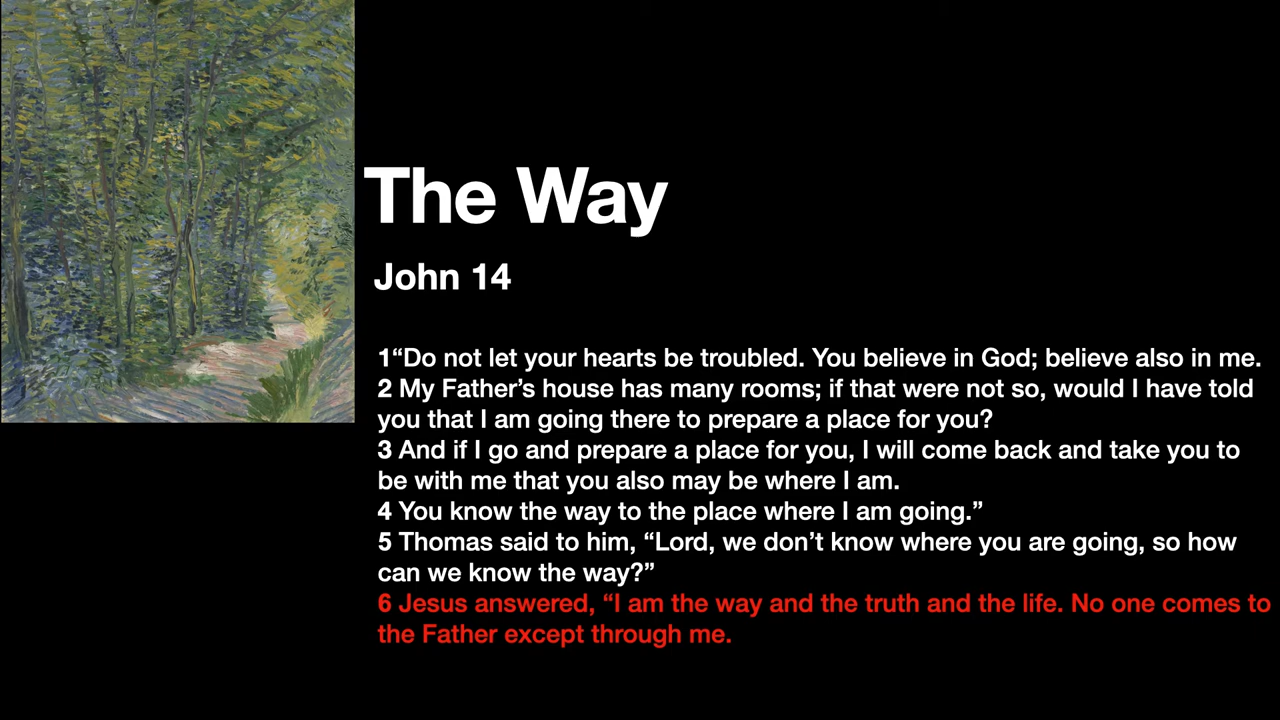 The Way
John 14
1“Do not let your hearts be troubled. You believe in God; believe also in me.
2 My Father’s house has many rooms; if that were not so, would I have told
you that I am going there to prepare a place for you?
3 And if I go and prepare a place for you, I will come back and take you to
be with me that you also may be where I am.
4 You know the way to the place where I am going.”
5 Thomas said to him, “Lord, we don’t know where you are going, so how
can we know the way?”
6 Jesus answered, “I am the way and the truth and the life. No one comes to
the Father except through me.